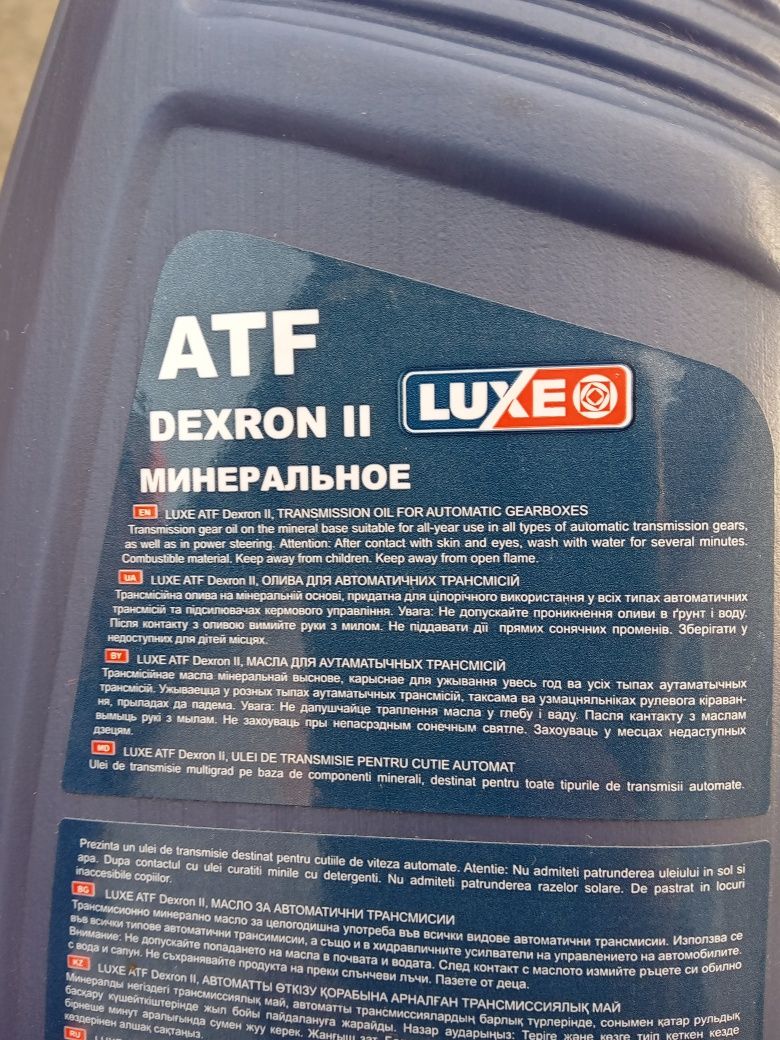 ATF
LUXE
DEXRON II
МИНЕРАЛЬНОЕ
EN LUXE ATF Dexron II, TRANSMISSION OIL FOR AUTOMATIC GEARBOXES
Transmission gear oil on the mineral base suitable for all-year use in all types of automatic transmission gears,
as well as in power steering. Attention: After contact with skin and eyes, wash with water for several minutes.
Combustible material. Keep away from children. Keep away from open flame.
UA LUXE ATF Dexron II, ОЛИВА ДЛЯ АВТОМАТИЧНИХ ТРАНСМІСІЙ
Трансмісійна олива на мінеральній основі, придатна для цілорічного використання у всіх типах автоматичних
трансмісій та підсилювачах кермового управління. Увага: Не допускайте проникнення оливи в ґрунт і воду.
Після контакту з оливою вимийте руки з милом. Не піддавати дії прямих сонячних променів. Зберігати у
недоступних для дітей місцях.
BY LUXE ATF Dexron II, МАСЛА ДЛЯ АУТАМАТЫЧНЫХ ТРАНСМІСІЙ
Трансмісійнае масла мінеральнай выснове, карыснае для ужывання увесь год ва усіх тыпах аутаматычных
трансмісій. Ужываецца у розных тыпах аутаматычных трансмісій, таксама ва узмацняльніках рулевога кіраван-
ня, прыладах да падема. Увага: Не дапушчайце траплення масла у глебу і ваду. Пасля кантакту з маслам
вымыць рукі з мылам. Не захоуваць пры непасрэдным сонечным святле. Захоуваць у месцах недаступных
дзецям.
MD LUXE ATF Dexron II, ULEI DE TRANSMISIE PENTRU CUTIE AUTOMAT
Ulei de transmisie multigrad pe baza de componenti minerali, destinat pentru toate tipurile de transmisii automate.
Prezinta un ulei de transmisie destinat pentru cutiile de viteza automate. Atentie: Nu admiteti patrunderea uleiului in sol si
apa. Dupa contactul cu ulei curatiti minile cu detergenti. Nu admiteti patrunderea razelor solare. De pastrat in locuri
inaccesibile copiilor.
BG LUXE ATF Dexron II, МАСЛО ЗА АВТОМАТИЧНИ ТРАНСМИСИИ
Трансмисионно минерално масло за целогодишна употреба във всички видове автоматични трансмисии. Използва се
във всички типове автоматични транисмисии, а също и в хидравличните усилватели на управлението на автомобилите.
Внимание: Не допускайте попадането на масла в почвата и водата. След контакт с маслото измийте ръцете си обилно
с вода и сапун. Не съхранявайте продукта на преки слънчеви лъчи. Пазете от деца.
KZ LUXE ATF Dexron II, АВТОМАТТЫ ӨТКІЗУ ҚОРАБЫНА АРНАЛҒАН ТРАНСМИССИЯЛЫҚ МАЙ
Минералды негіздегі трансмиссиялық май, автоматты трансмиссиялардың барлық түрлерінде, сонымен қатар рульдық
басқару күшейткіштерінде жыл бойы пайдалануға жарайды. Назар аударыңыз: Теріге және көзге тиіп кеткен кезде
бірнеше минут аралығында сумен жуу керек. Жанғыш зат.
көздерінен алшақ сақтаңыз.
RU